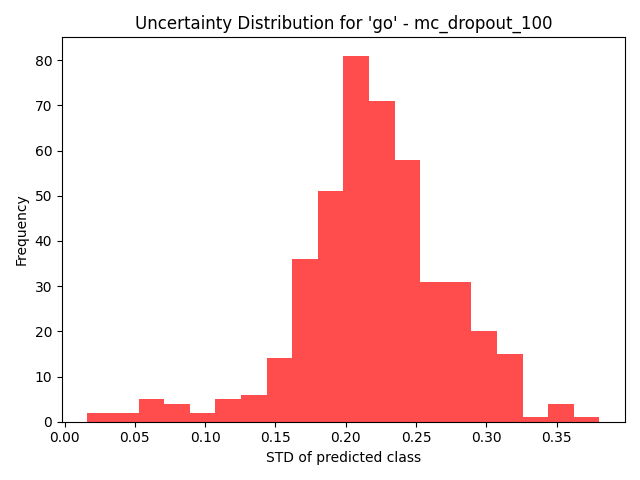 Uncertainty Distribution for 'go' - mc_dropout_100
80
70
60
50
40
30
20
10
0
Frequency
0.00 0.05 0.10 0.15 0.20 0.25 0.30 0.35
STD of predicted class